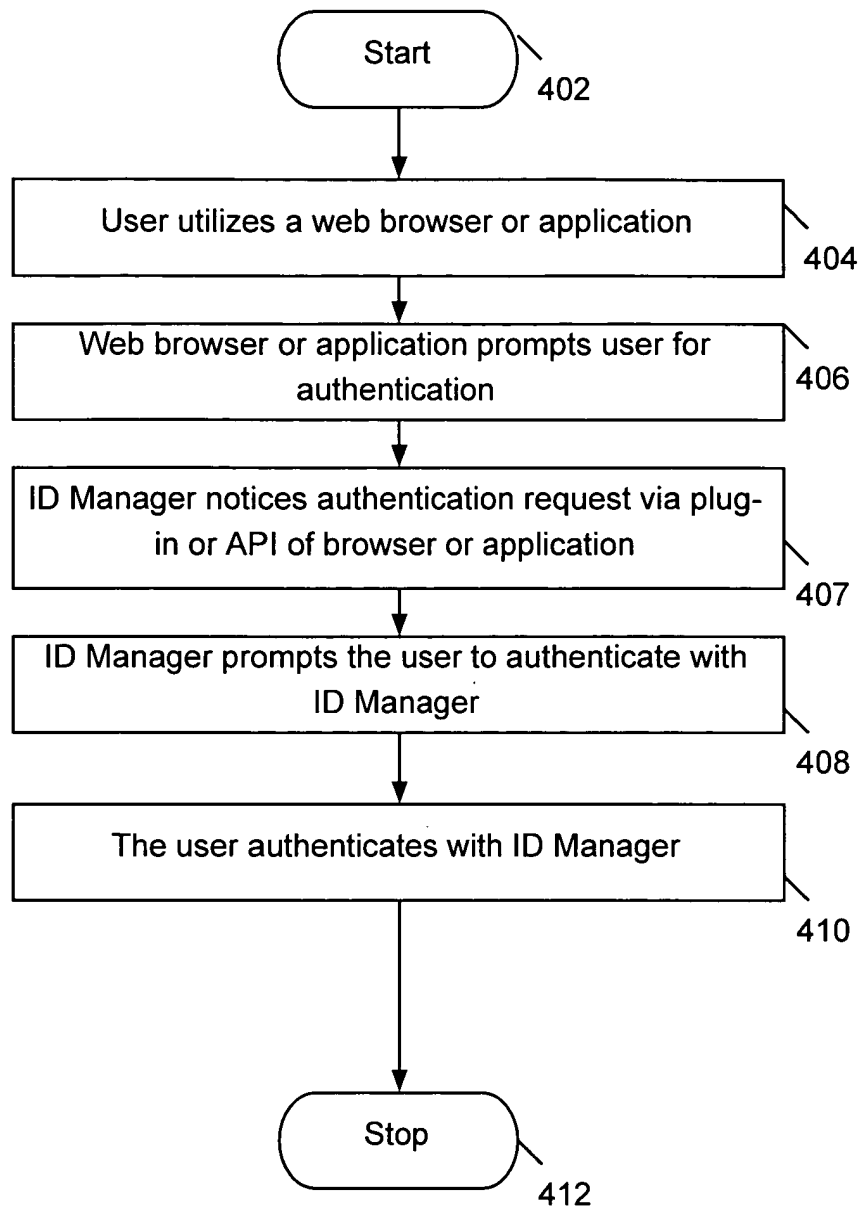 Start
402
User utilizes a web browser or application
404
Web browser or application prompts user for
authentication
406
ID Manager notices authentication request via plug-
in or API of browser or application
407
ID Manager prompts the user to authenticate with
ID Manager
408
The user authenticates with ID Manager
410
Stop
412